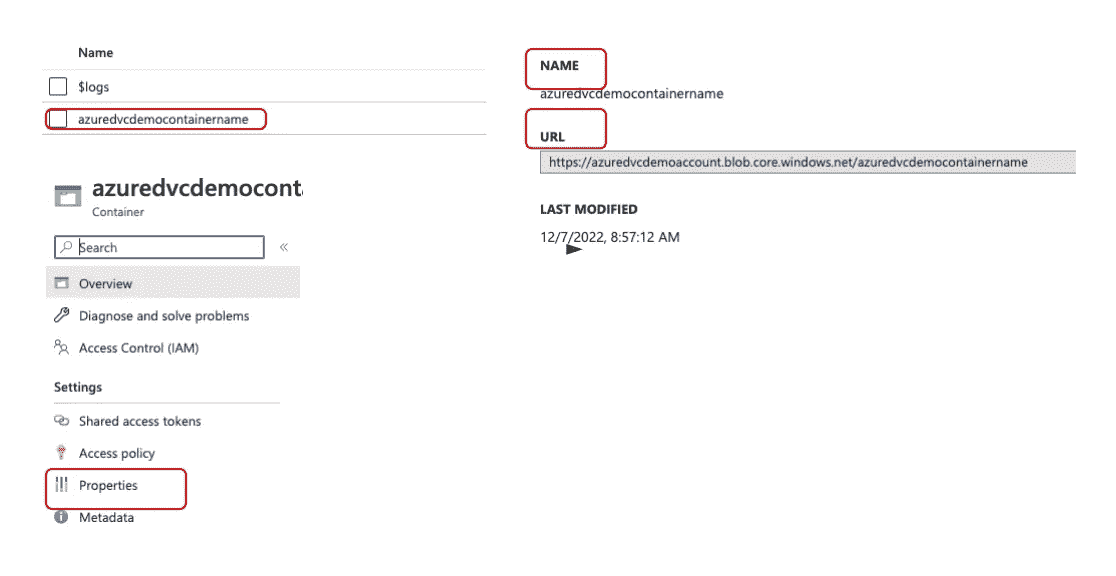 Name
$logs
azuredvcdemocontainername
azuredvcdemoconta
Container
Search
«
Overview
Diagnose and solve problems
Access Control (IAM)
Settings
Shared access tokens
Access policy
Properties
Metadata
NAME
azuredvcdemocontainername
URL
https://azuredvcdemoaccount.blob.core.windows.net/azuredvcdemocontainername
LAST MODIFIED
12/7/2022, 8:57:12 AM